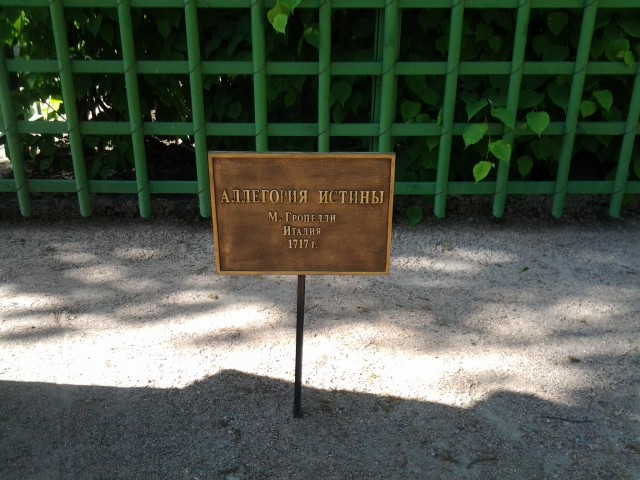 АЛЛЕГОРИЯ ИСТИНЫ
М. ГРОПЕЛЛИ
ИТАЛИЯ
1717 г.